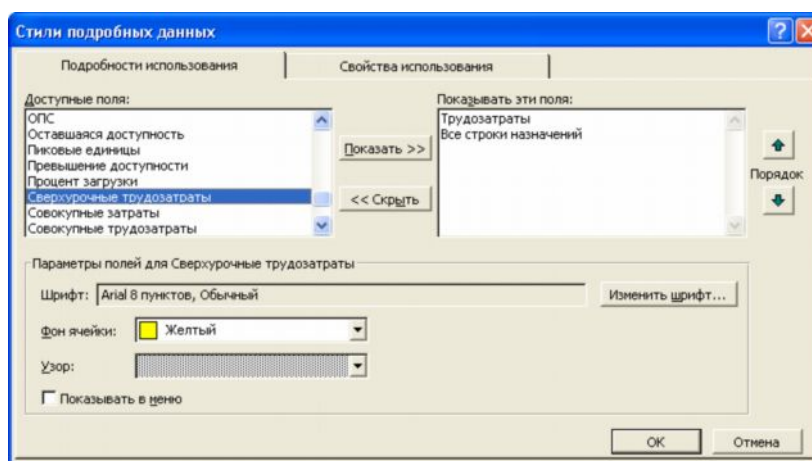 Стили подробных данных
Подробности использования
Свойства использования
Доступные поля:
ОПС
Оставшаяся доступность
Пиковые единицы
Превышение доступности
Процент загрузки
Сверхурочные трудозатраты
Совокупные затраты
Совокупные трудозатраты
Показать >>
<< Скрыть
Показывать эти поля:
Трудозатраты
Все строки назначений
Порядок
Параметры полей для Сверхурочные трудозатраты
Шрифт: Arial 8 пунктов, Обычный
Изменить шрифт...
Фон ячейки: Желтый
Узор:
Показывать в меню
ОК
Отмена